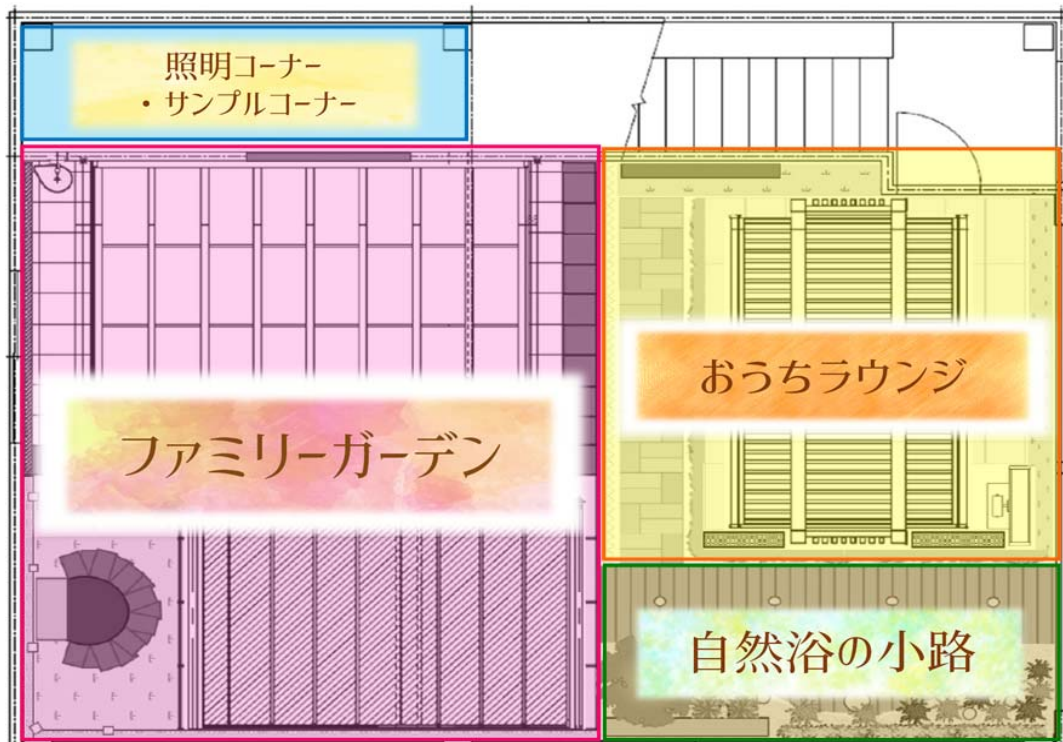 照明コーナー
・サンプルコーナー
おうちラウンジ
ファミリーガーデン
自然浴の小路